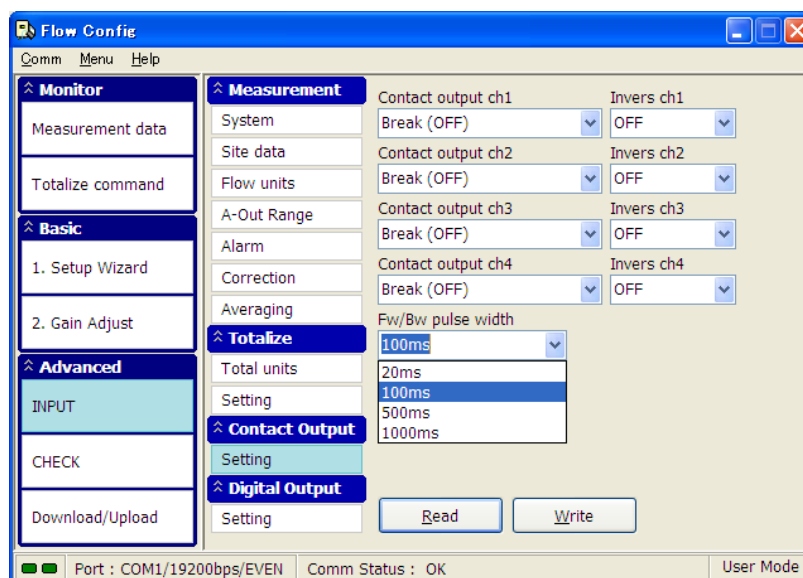 Flow Config
Comm Menu Help
Monitor
Measurement data
Totalize command
Basic
1. Setup Wizard
2. Gain Adjust
Advanced
INPUT
CHECK
Download/Upload
Measurement
System
Site data
Flow units
A-Out Range
Alarm
Correction
Averaging
Totalize
Total units
Setting
Contact Output
Setting
Digital Output
Setting
Contact output ch1
Invers ch1
Break (OFF)
OFF
Contact output ch2
Invers ch2
Break (OFF)
OFF
Contact output ch3
Invers ch3
Break (OFF)
OFF
Contact output ch4
Invers ch4
Break (OFF)
OFF
Fw/Bw pulse width
100ms
20ms
100ms
500ms
1000ms
Read
Write
Port : COM1/19200bps/EVEN
Comm Status : OK
User Mode